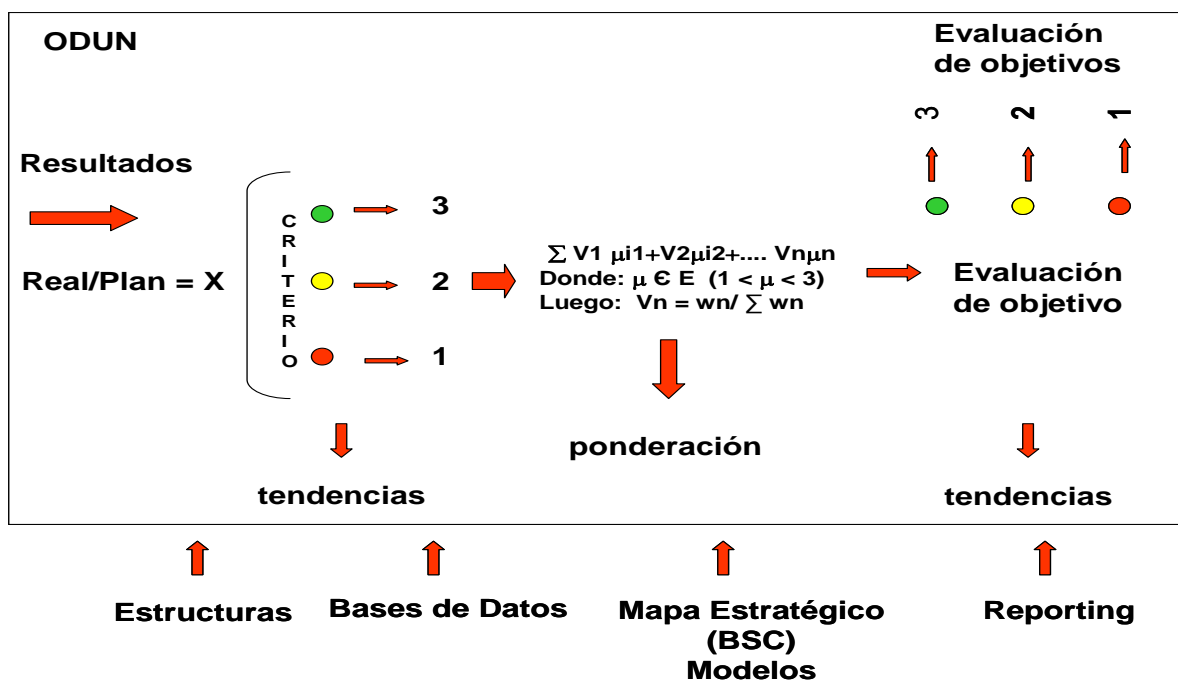 ODUN
Evaluación
de objetivos
3
2
1
Resultados
Real/Plan = X
CRITERIO
3
2
1
∑ V1 μi1+V2μi2+.... Vnμn
Donde: μ Є E (1 < μ < 3)
Luego: Vn = wn/ ∑ wn
Evaluación
de objetivo
ponderación
tendencias
tendencias
Estructuras
Bases de Datos
Mapa Estratégico
(BSC)
Modelos
Reporting